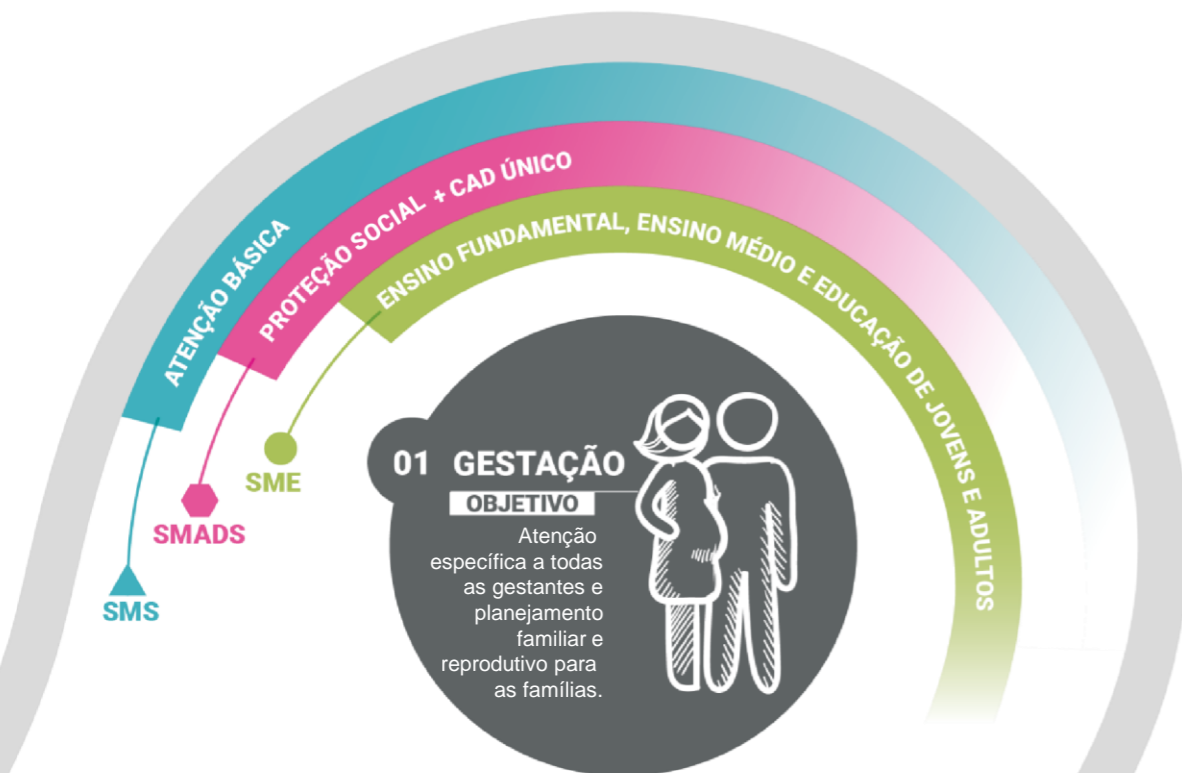 ATENÇÃO BÁSICA
PROTEÇÃO SOCIAL + CAD ÚNICO
ENSINO FUNDAMENTAL, ENSINO MÉDIO E EDUCAÇÃO DE JOVENS E ADULTOS
SME
SMADS
SMS
01 GESTAÇÃO
OBJETIVO
Atenção
específica a todas
as gestantes e
planejamento
familiar e
reprodutivo para
as famílias.